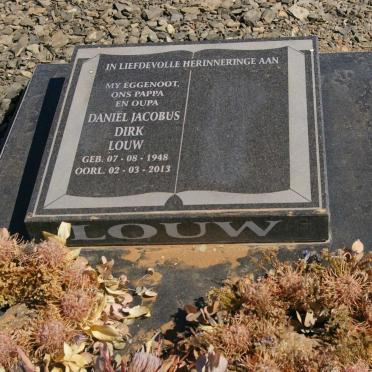 IN LIEFDEVOLLE HERINNERINGE AAN
MY EGGENOOT,
ONS PAPPA
EN OUPA
DANIËL JACOBUS
DIRK
LOUW
GEB. 07 - 08 - 1948
OORL. 02 - 03 - 2013
LOUW